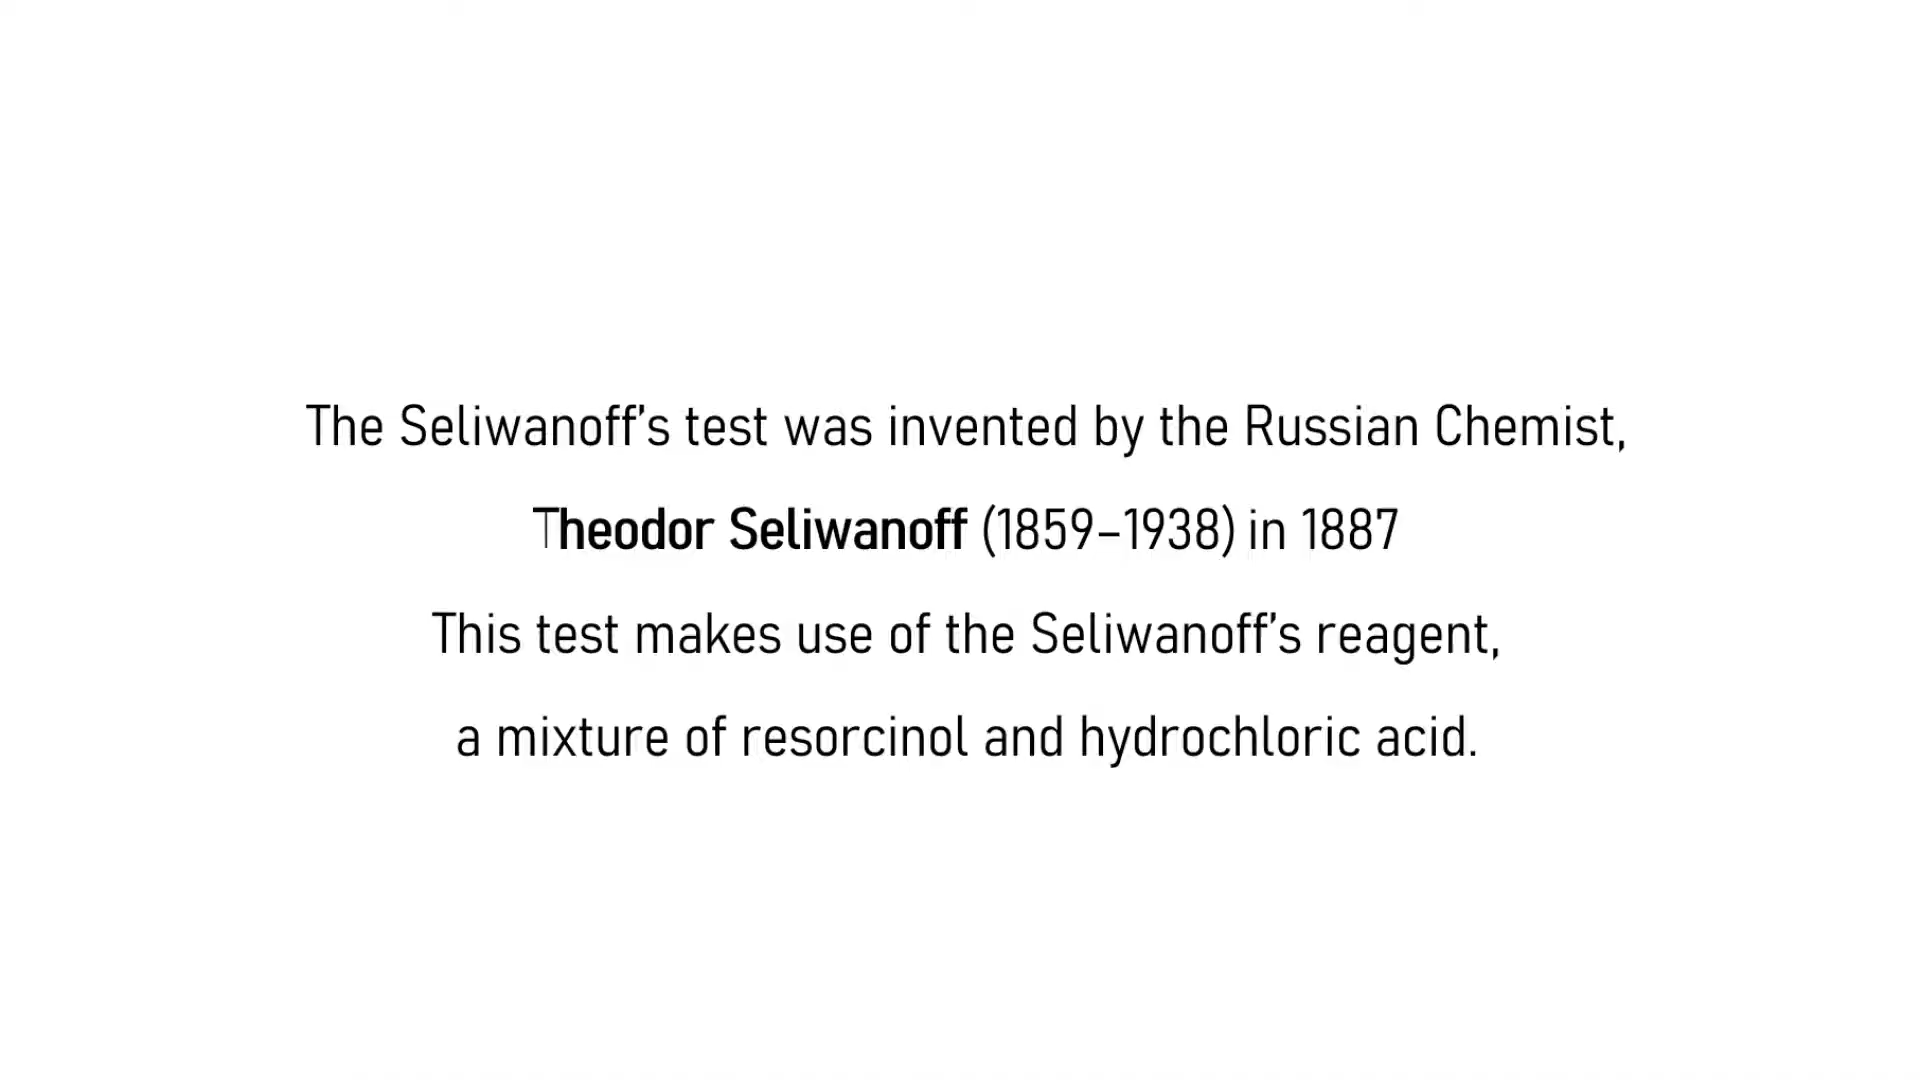 The Seliwanoff’s test was invented by the Russian Chemist,
Theodor Seliwanoff (1859–1938) in 1887
This test makes use of the Seliwanoff’s reagent,
a mixture of resorcinol and hydrochloric acid.